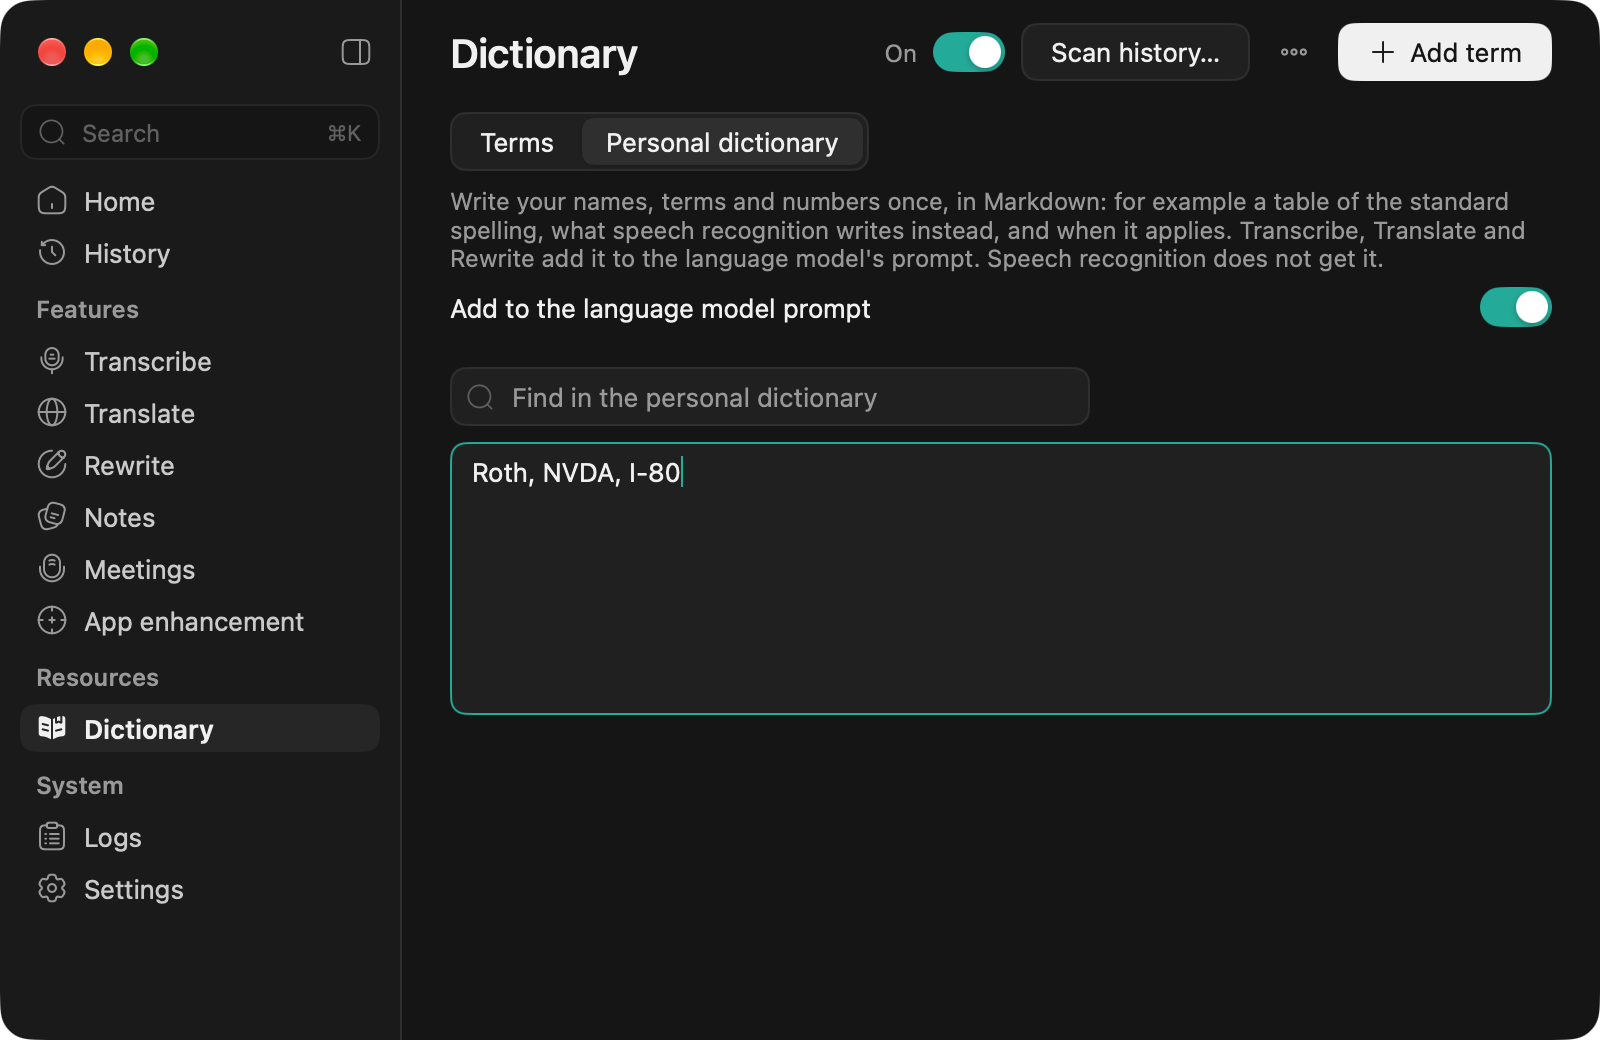 Search ⌘K
Home
History
Features
Transcribe
Translate
Rewrite
Notes
Meetings
App enhancement
Resources
Dictionary
System
Logs
Settings
Dictionary
On
Scan history...
Add term
Terms
Personal dictionary
Write your names, terms and numbers once, in Markdown: for example a table of the standard
spelling, what speech recognition writes instead, and when it applies. Transcribe, Translate and
Rewrite add it to the language model's prompt. Speech recognition does not get it.
Add to the language model prompt
Find in the personal dictionary
Roth, NVDA, I-80